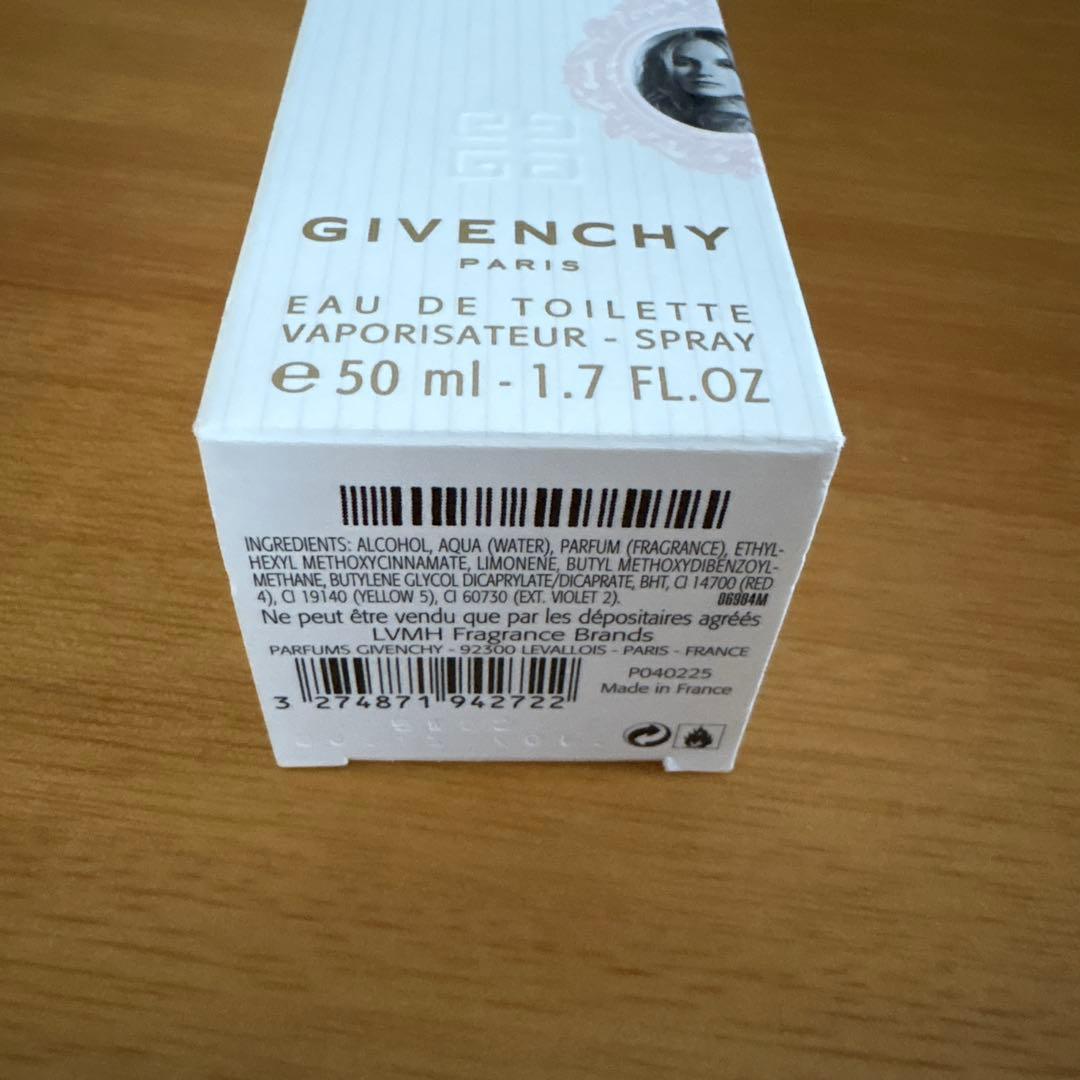 GIVENCHY
PARIS
EAU DE TOILETTE
VAPORISATEUR - SPRAY
e 50 ml - 1.7 FL.OZ
INGREDIENTS: ALCOHOL, AQUA (WATER), PARFUM (FRAGRANCE), ETHYL-
HEXYL METHOXYCINNAMATE, LIMONENE, BUTYL METHOXYDIBENZOYL-
METHANE, BUTYLENE GLYCOL DICAPRYLATE/DICAPRATE, BHT, CI 14700 (RED
4), CI 19140 (YELLOW 5), CI 60730 (EXT. VIOLET 2). 06984M
Ne peut être vendu que par les dépositaires agréés
LVMH Fragrance Brands
PARFUMS GIVENCHY - 92300 LEVALLOIS - PARIS - FRANCE
P040225
Made in France
3 274871 942722